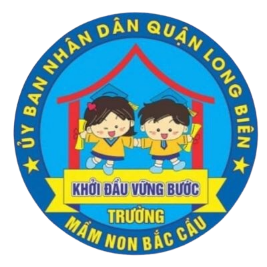 ỦY BAN NHÂN DÂN QUẬN LONG BIÊN
KHỞI ĐẦU VỮNG BƯỚC
TRƯỜNG
MẦM NON BẮC CẦU